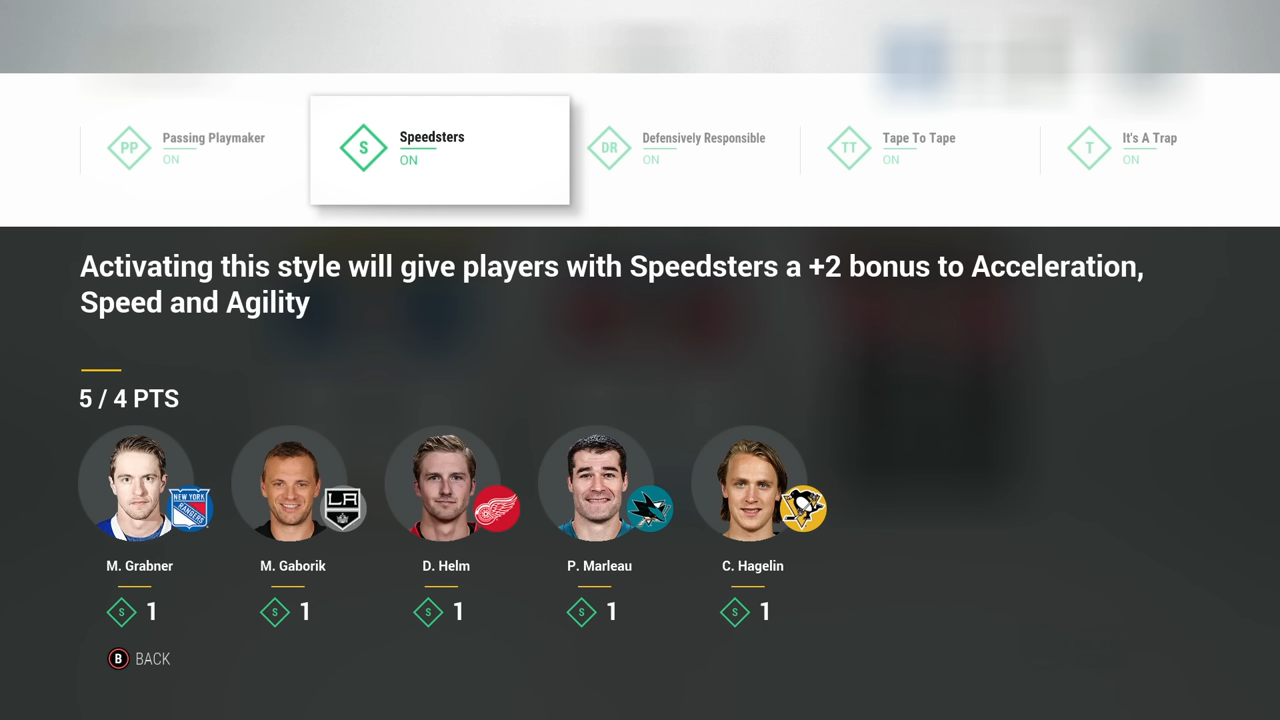 PP Passing Playmaker
ON
S Speedsters
ON
DR Defensively Responsible
ON
TT Tape To Tape
ON
T It's A Trap
ON
Activating this style will give players with Speedsters a +2 bonus to Acceleration,
Speed and Agility
5 / 4 PTS
NEW YORK
RANGERS
LA
M. Grabner
M. Gaborik
D. Helm
P. Marleau
C. Hagelin
S 1
S 1
S 1
S 1
S 1
B BACK